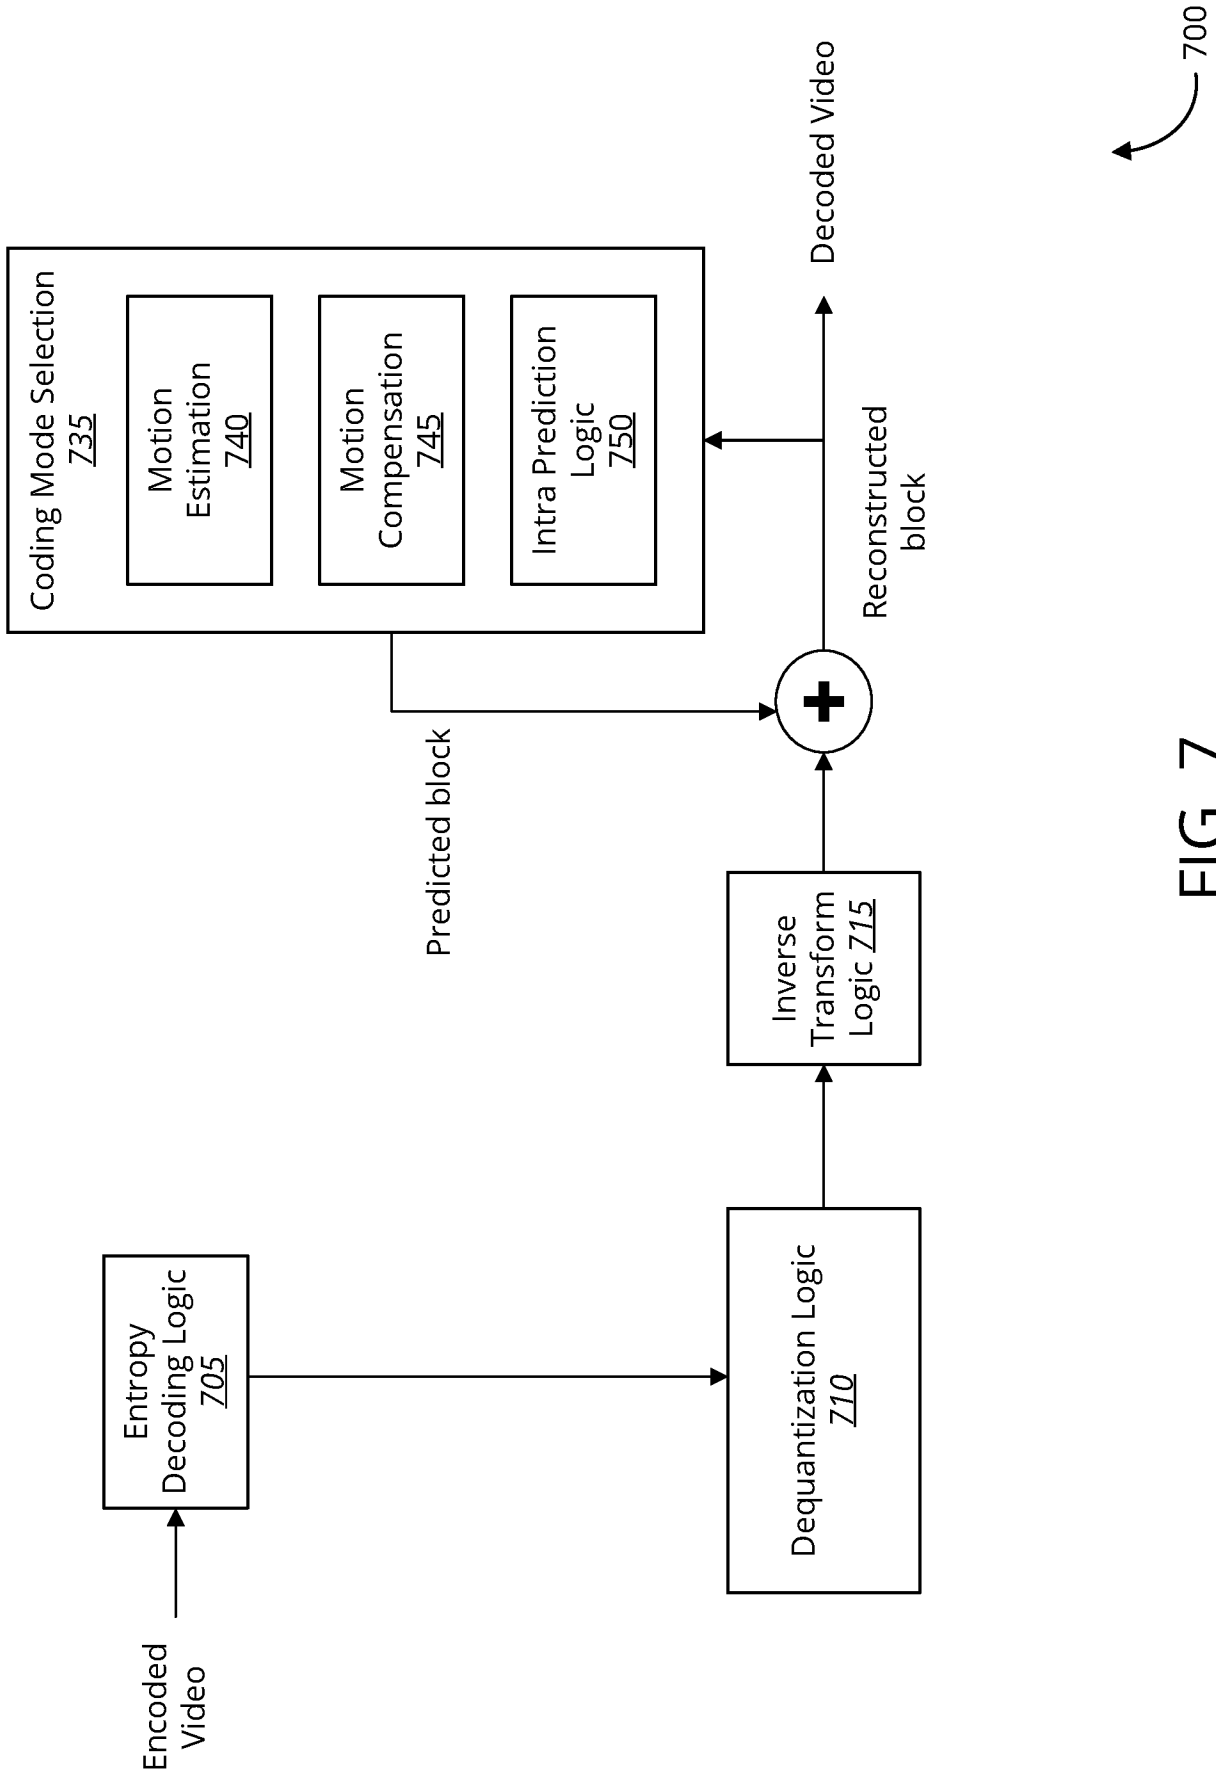 Encoded
Video
Entropy
Decoding Logic
705
Dequantization Logic
710
Inverse
Transform
Logic 715
Predicted block
Coding Mode Selection
735
Motion
Estimation
740
Motion
Compensation
745
Intra Prediction
Logic
750
Reconstructed
block
Decoded Video
700
FIG. 7